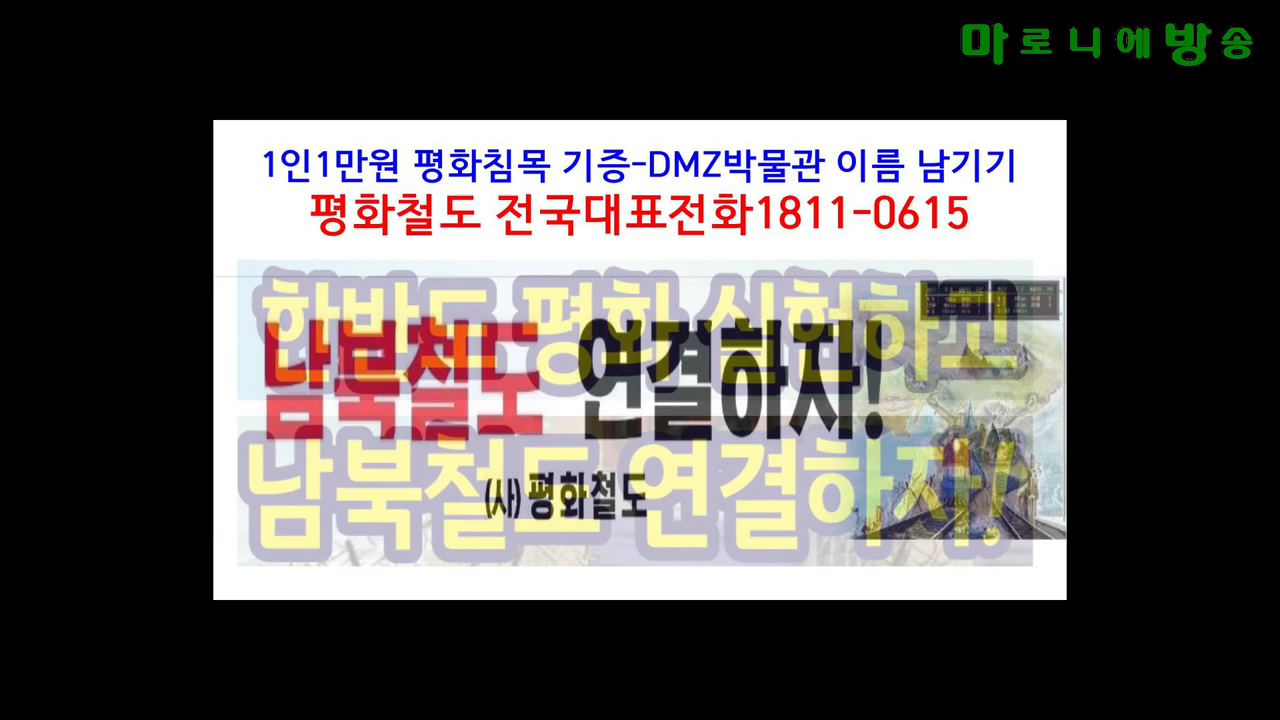 마로니에방송
1인1만원 평화침목 기증-DMZ박물관 이름 남기기
평화철도 전국대표전화1811-0615
한반도 평화 실현하고
남북철도 연결하자!
남북철도 연결하자!
(사)평화철도